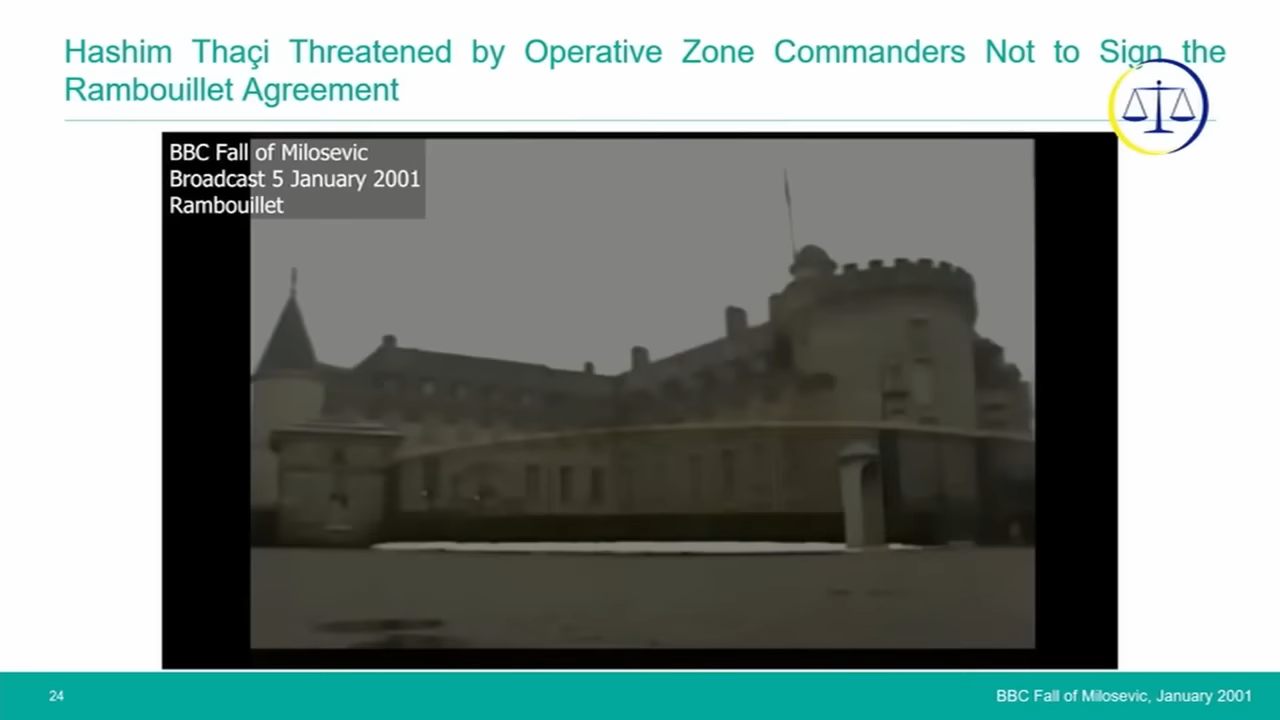 Hashim Thaçi Threatened by Operative Zone Commanders Not to Sign the
Rambouillet Agreement
BBC Fall of Milosevic
Broadcast 5 January 2001
Rambouillet
24
BBC Fall of Milosevic, January 2001